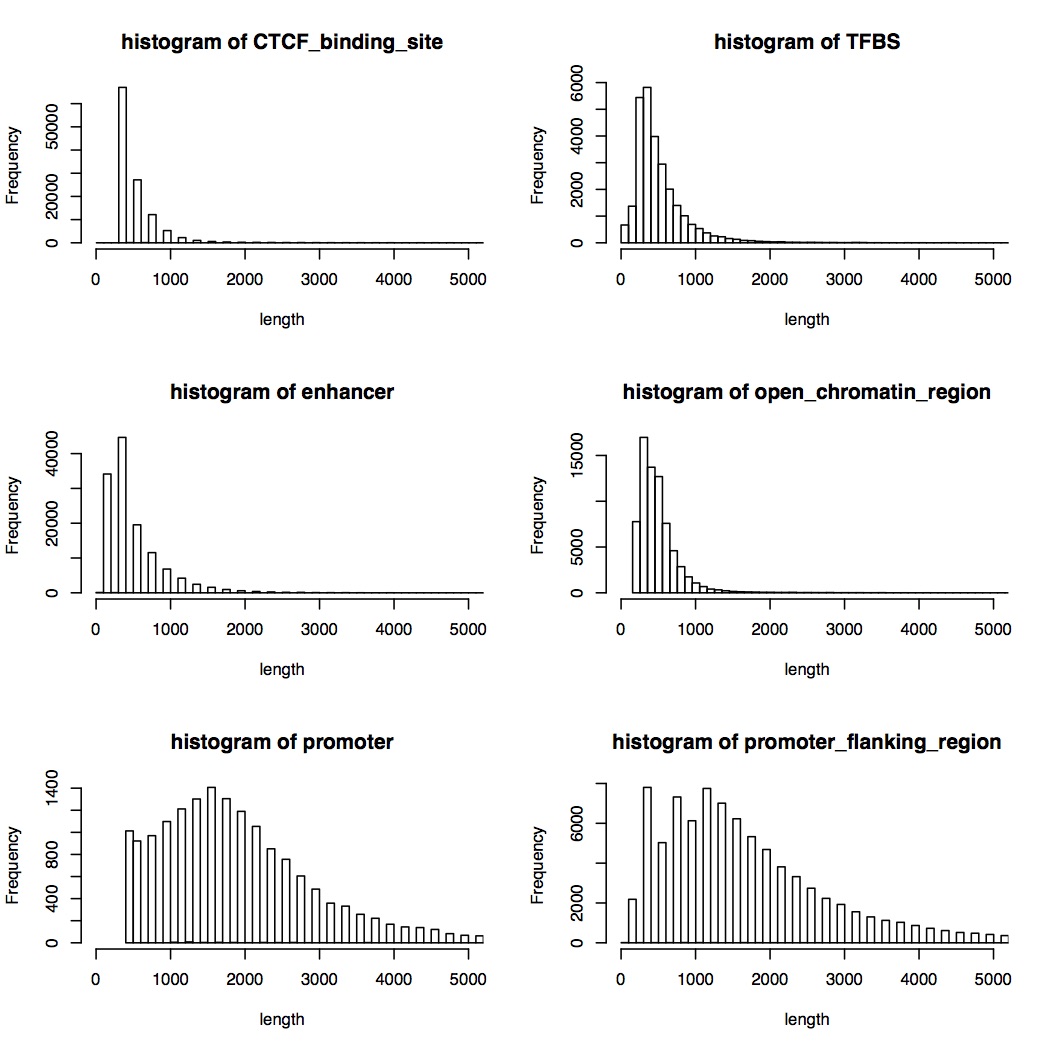 histogram of CTCF_binding_site
Frequency
0 20000 50000
0 1000 2000 3000 4000 5000
length
histogram of TFBS
Frequency
0 2000 4000 6000
0 1000 2000 3000 4000 5000
length
histogram of enhancer
Frequency
0 20000 40000
0 1000 2000 3000 4000 5000
length
histogram of open_chromatin_region
Frequency
0 5000 15000
0 1000 2000 3000 4000 5000
length
histogram of promoter
Frequency
0 400 800 1400
0 1000 2000 3000 4000 5000
length
histogram of promoter_flanking_region
Frequency
0 2000 6000
0 1000 2000 3000 4000 5000
length